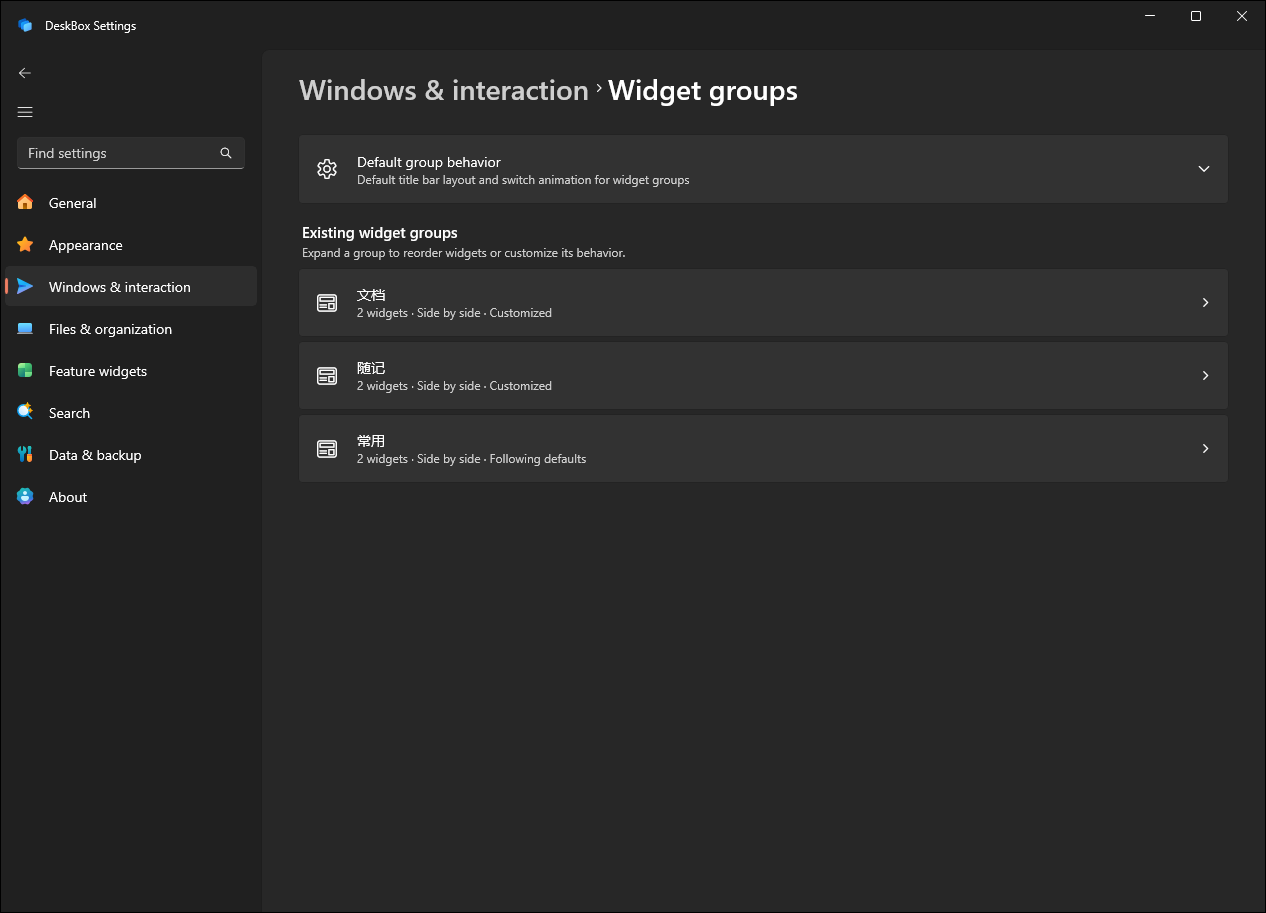 DeskBox Settings
Find settings
General
Appearance
Windows & interaction
Files & organization
Feature widgets
Search
Data & backup
About
Windows & interaction › Widget groups
Default group behavior
Default title bar layout and switch animation for widget groups
Existing widget groups
Expand a group to reorder widgets or customize its behavior.
文档
2 widgets · Side by side · Customized
随记
2 widgets · Side by side · Customized
常用
2 widgets · Side by side · Following defaults